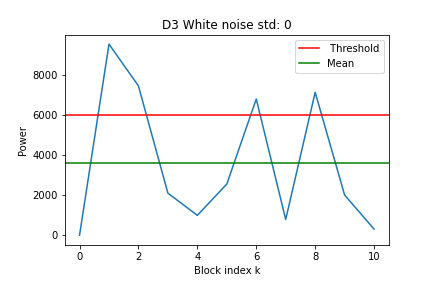 D3 White noise std: 0
Threshold
Mean
Power
8000
6000
4000
2000
0
0 2 4 6 8 10
Block index k